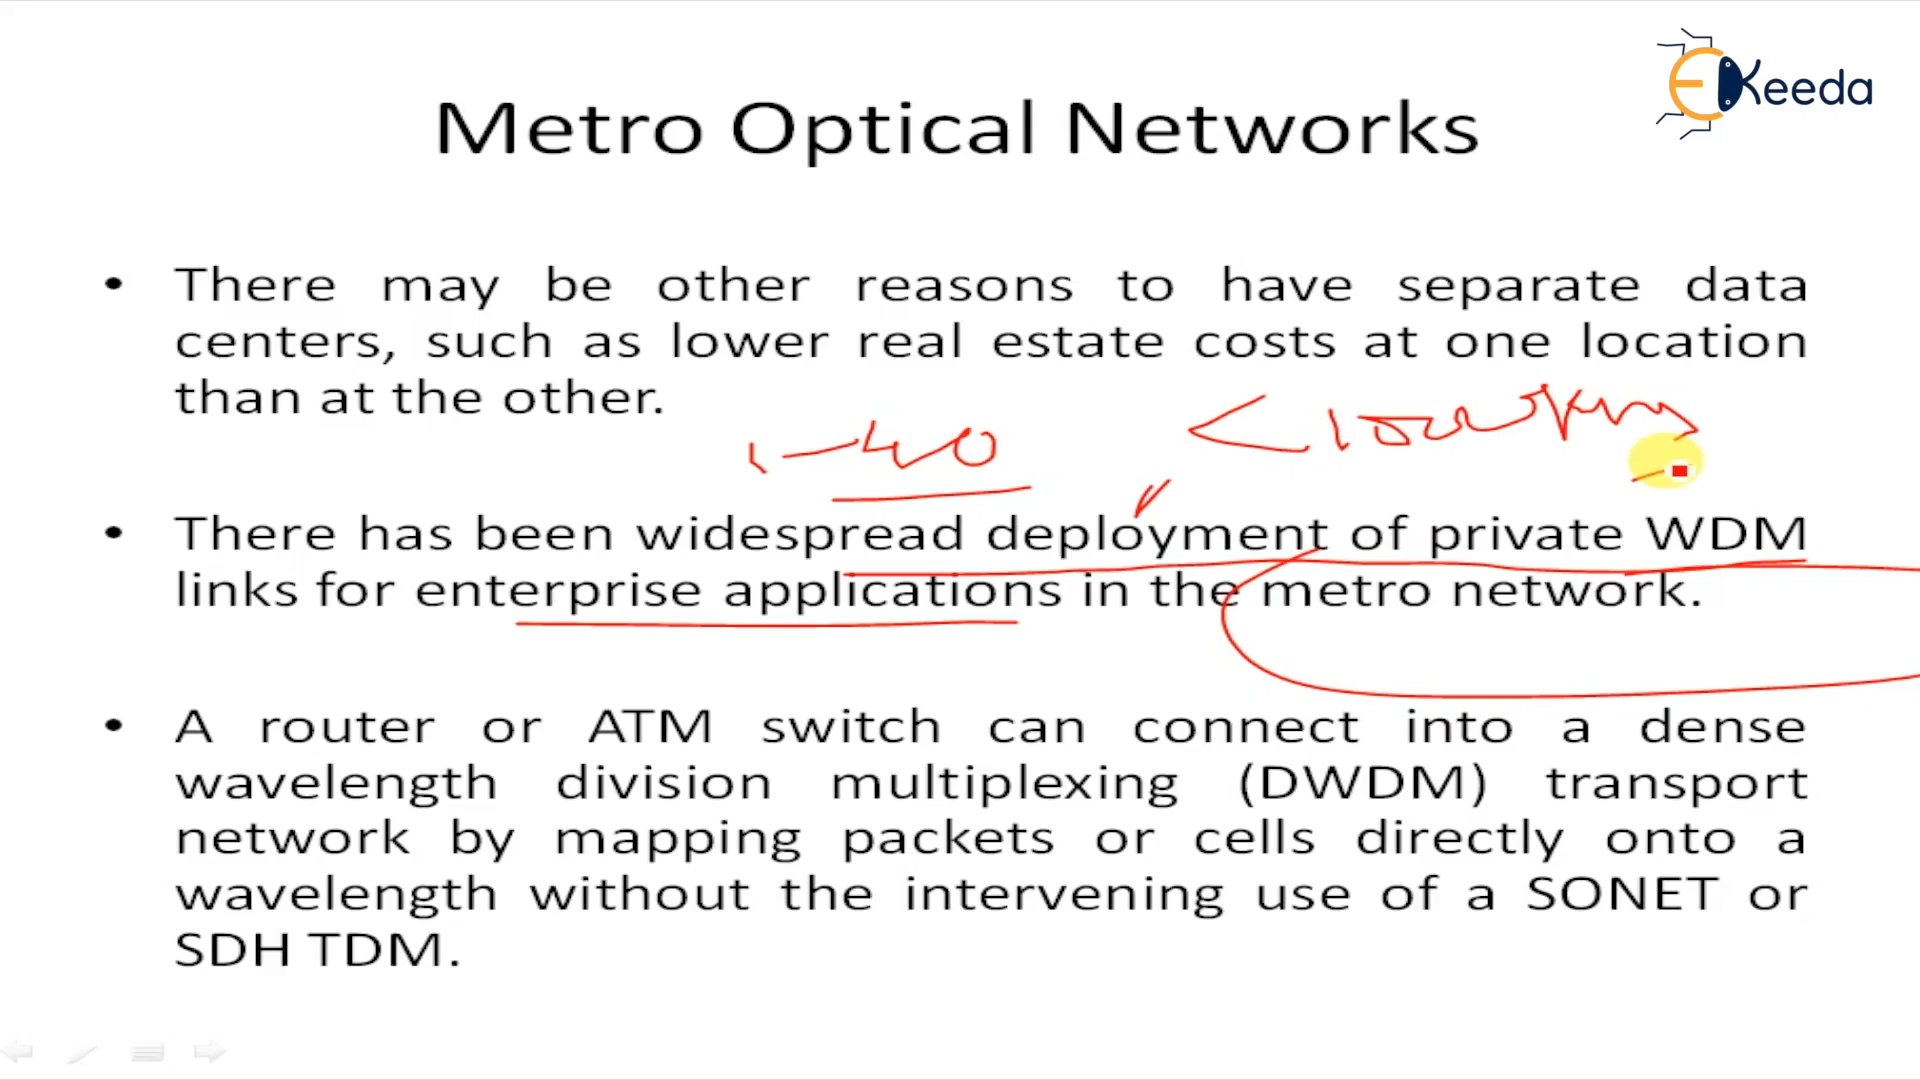 EKeeda
Metro Optical Networks
• There may be other reasons to have separate data
centers, such as lower real estate costs at one location
than at the other.
1-40
• There has been widespread deployment of private WDM
links for enterprise applications in the metro network.
• A router or ATM switch can connect into a dense
wavelength division multiplexing (DWDM) transport
network by mapping packets or cells directly onto a
wavelength without the intervening use of a SONET or
SDH TDM.